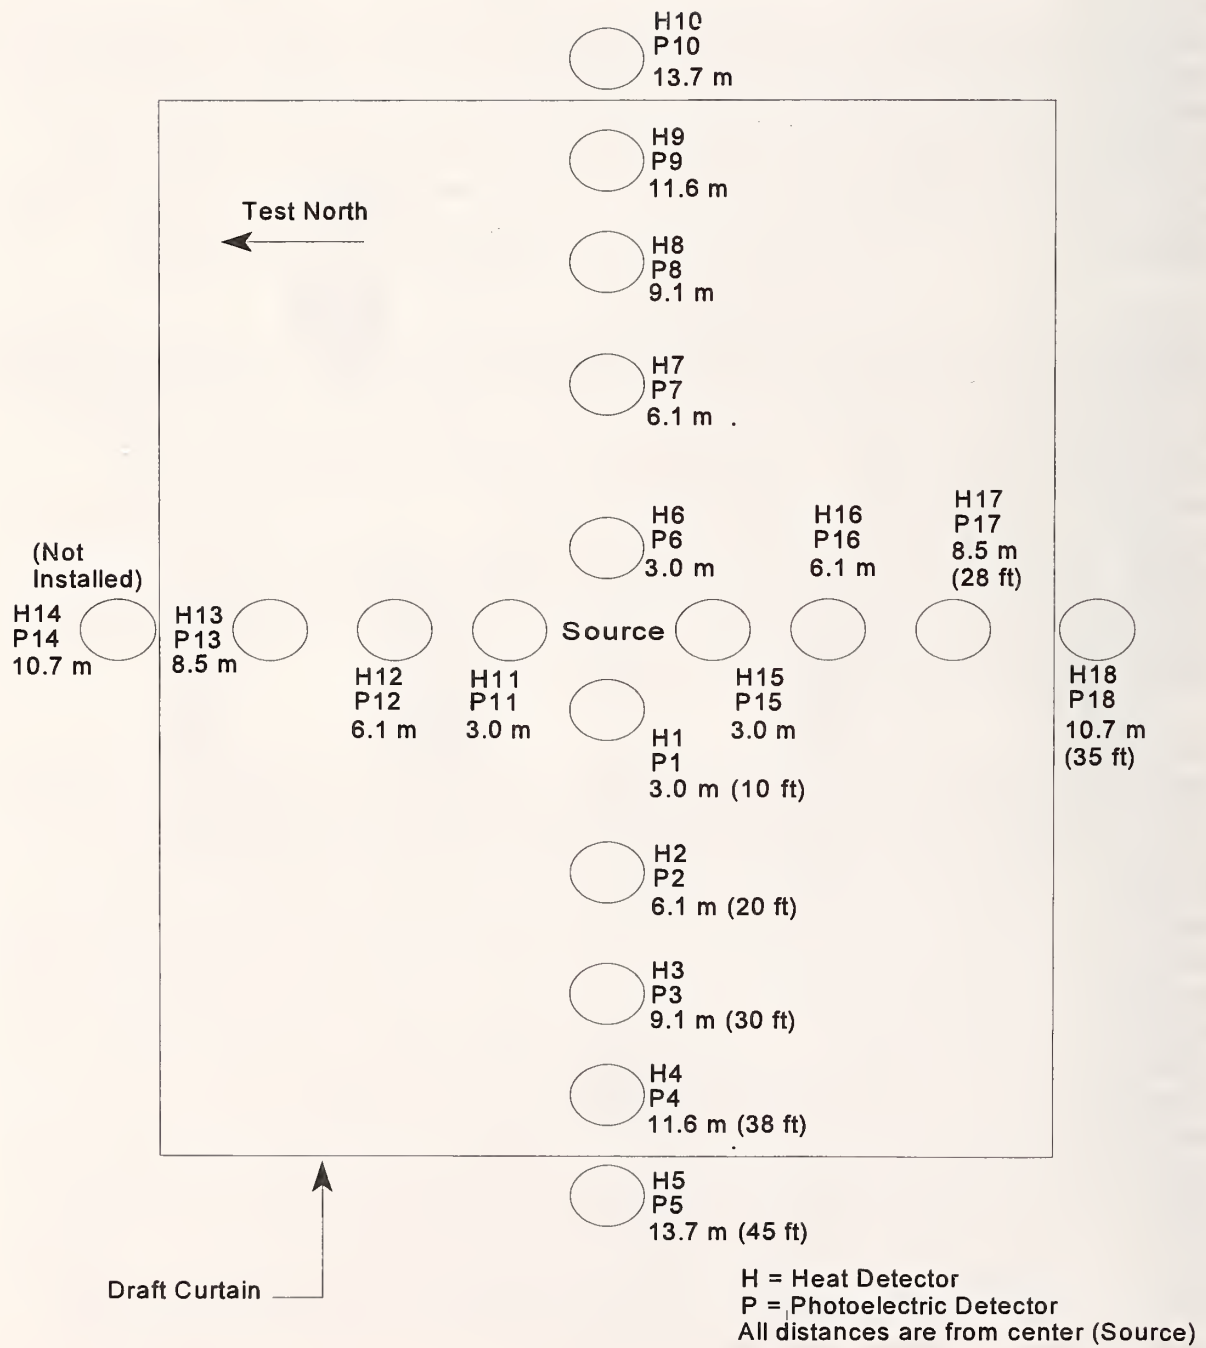 H10
P10
13.7 m
H9
P9
11.6 m
Test North
H8
P8
9.1 m
H7
P7
6.1 m
H6
P6
3.0 m
H16
P16
6.1 m
H17
P17
8.5 m
(28 ft)
(Not
Installed)
H14
P14
10.7 m
H13
P13
8.5 m
Source
H12
P12
6.1 m
H11
P11
3.0 m
H15
P15
3.0 m
H18
P18
10.7 m
(35 ft)
H1
P1
3.0 m (10 ft)
H2
P2
6.1 m (20 ft)
H3
P3
9.1 m (30 ft)
H4
P4
11.6 m (38 ft)
H5
P5
13.7 m (45 ft)
Draft Curtain
H = Heat Detector
P = Photoelectric Detector
All distances are from center (Source)